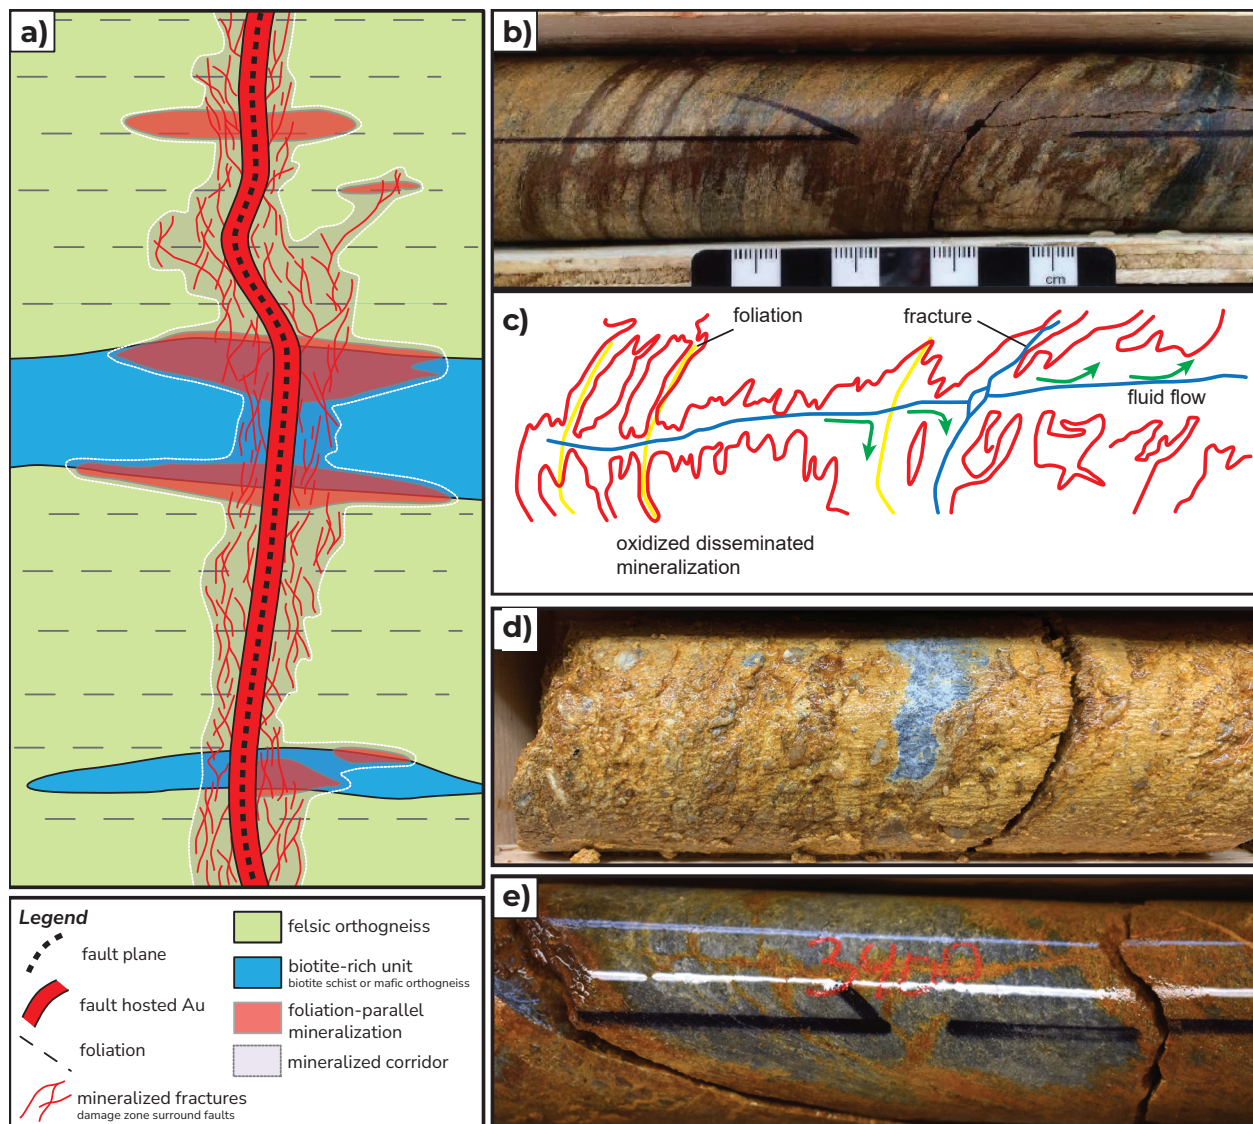 a)
Legend
fault plane
fault hosted Au
foliation
mineralized fractures
damage zone surround faults
felsic orthogneiss
biotite-rich unit
biotite schist or mafic orthogneiss
foliation-parallel
mineralization
mineralized corridor
b)
cm
c)
foliation
fracture
fluid flow
oxidized disseminated
mineralization
d)
e)